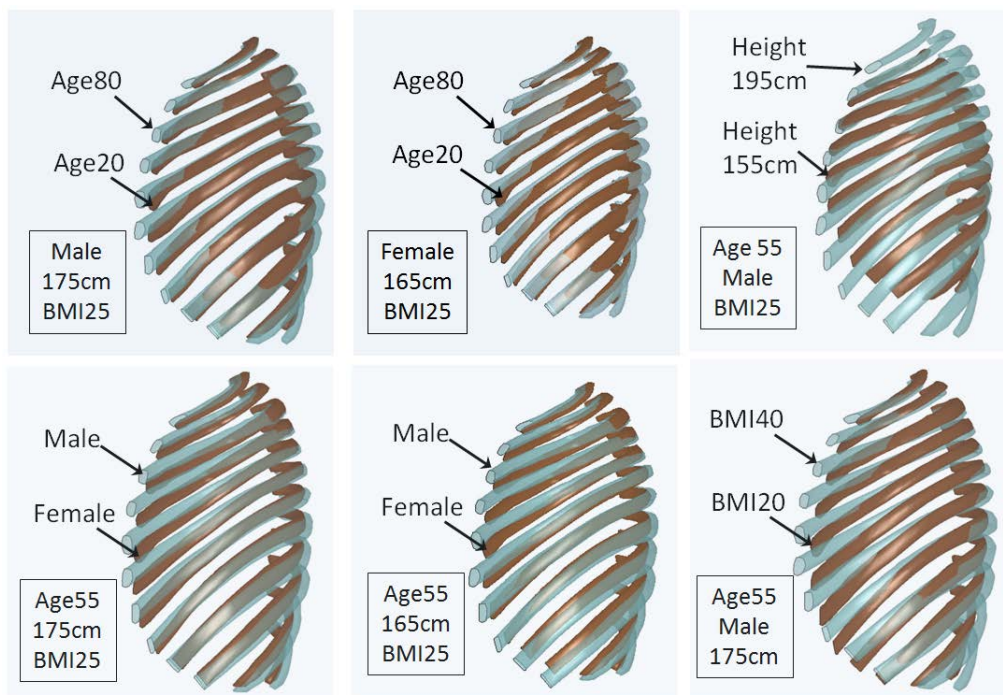 Age80
Age20
Male
175cm
BMI25
Age80
Age20
Female
165cm
BMI25
Height
195cm
Height
155cm
Age 55
Male
BMI25
Male
Female
Age55
175cm
BMI25
Male
Female
Age55
165cm
BMI25
BMI40
BMI20
Age55
Male
175cm